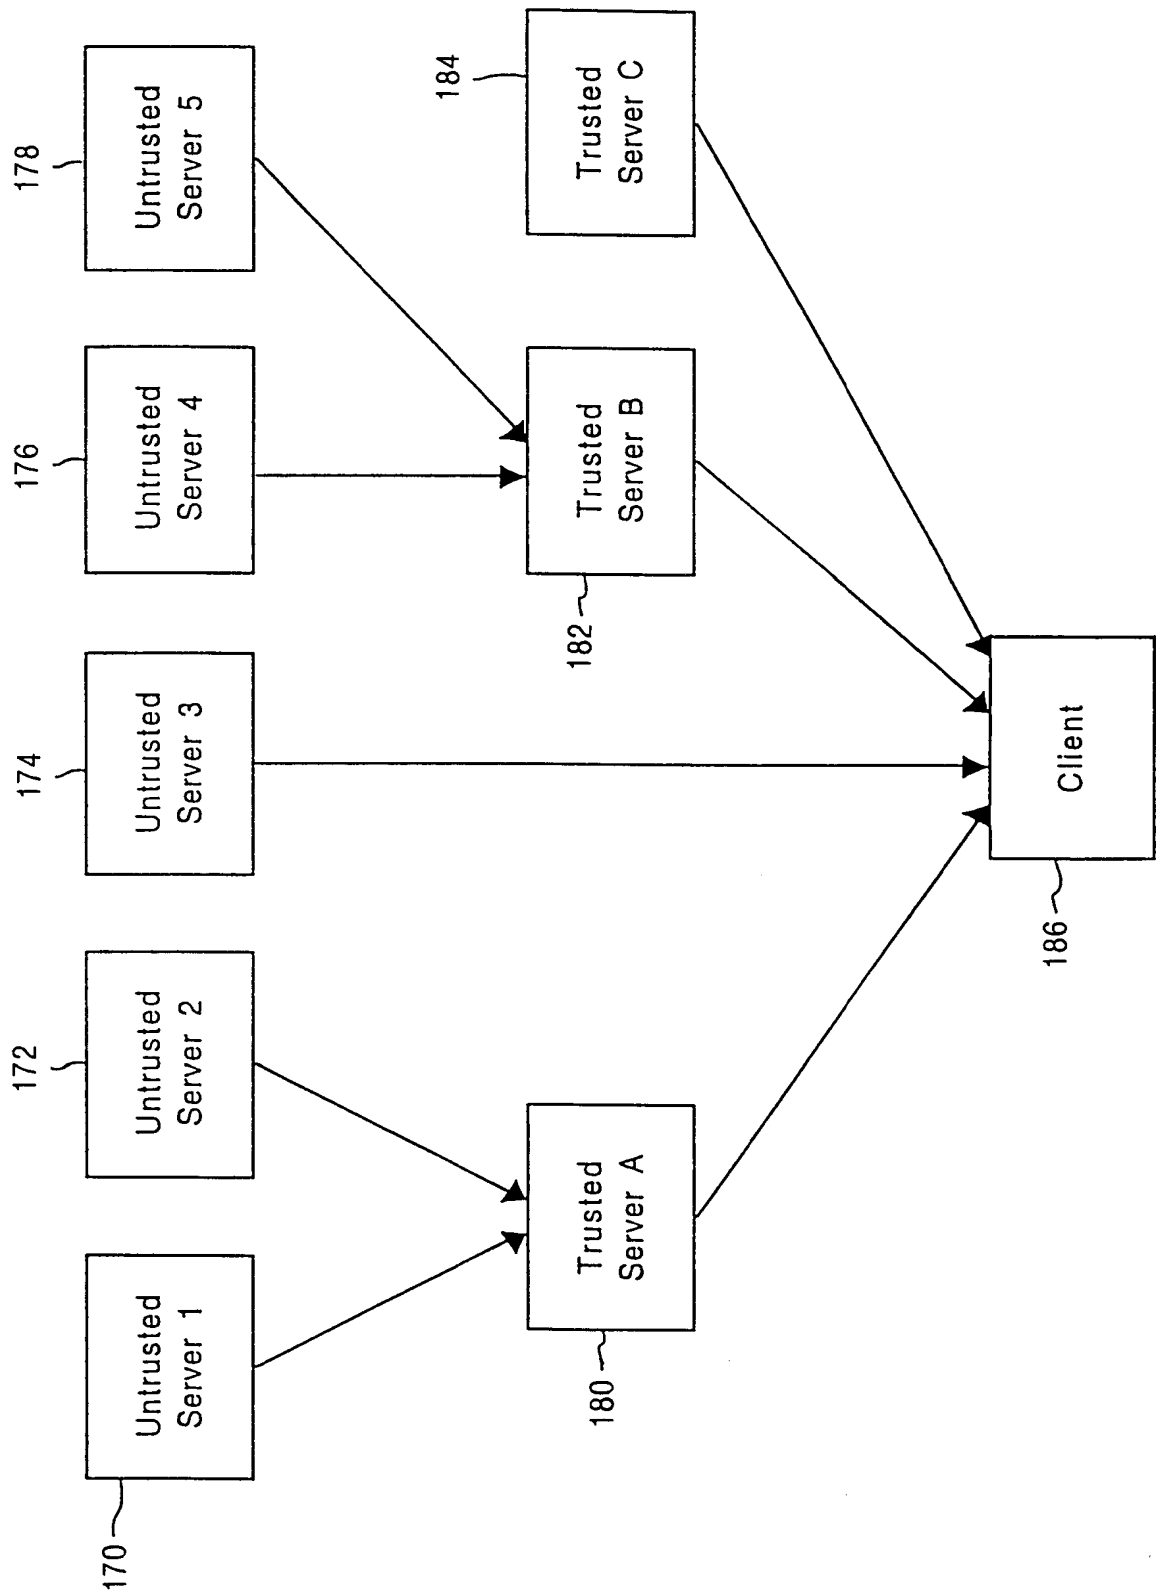 170
Untrusted
Server 1
172
Untrusted
Server 2
174
Untrusted
Server 3
176
Untrusted
Server 4
178
Untrusted
Server 5
180
Trusted
Server A
182
Trusted
Server B
184
Trusted
Server C
186
Client